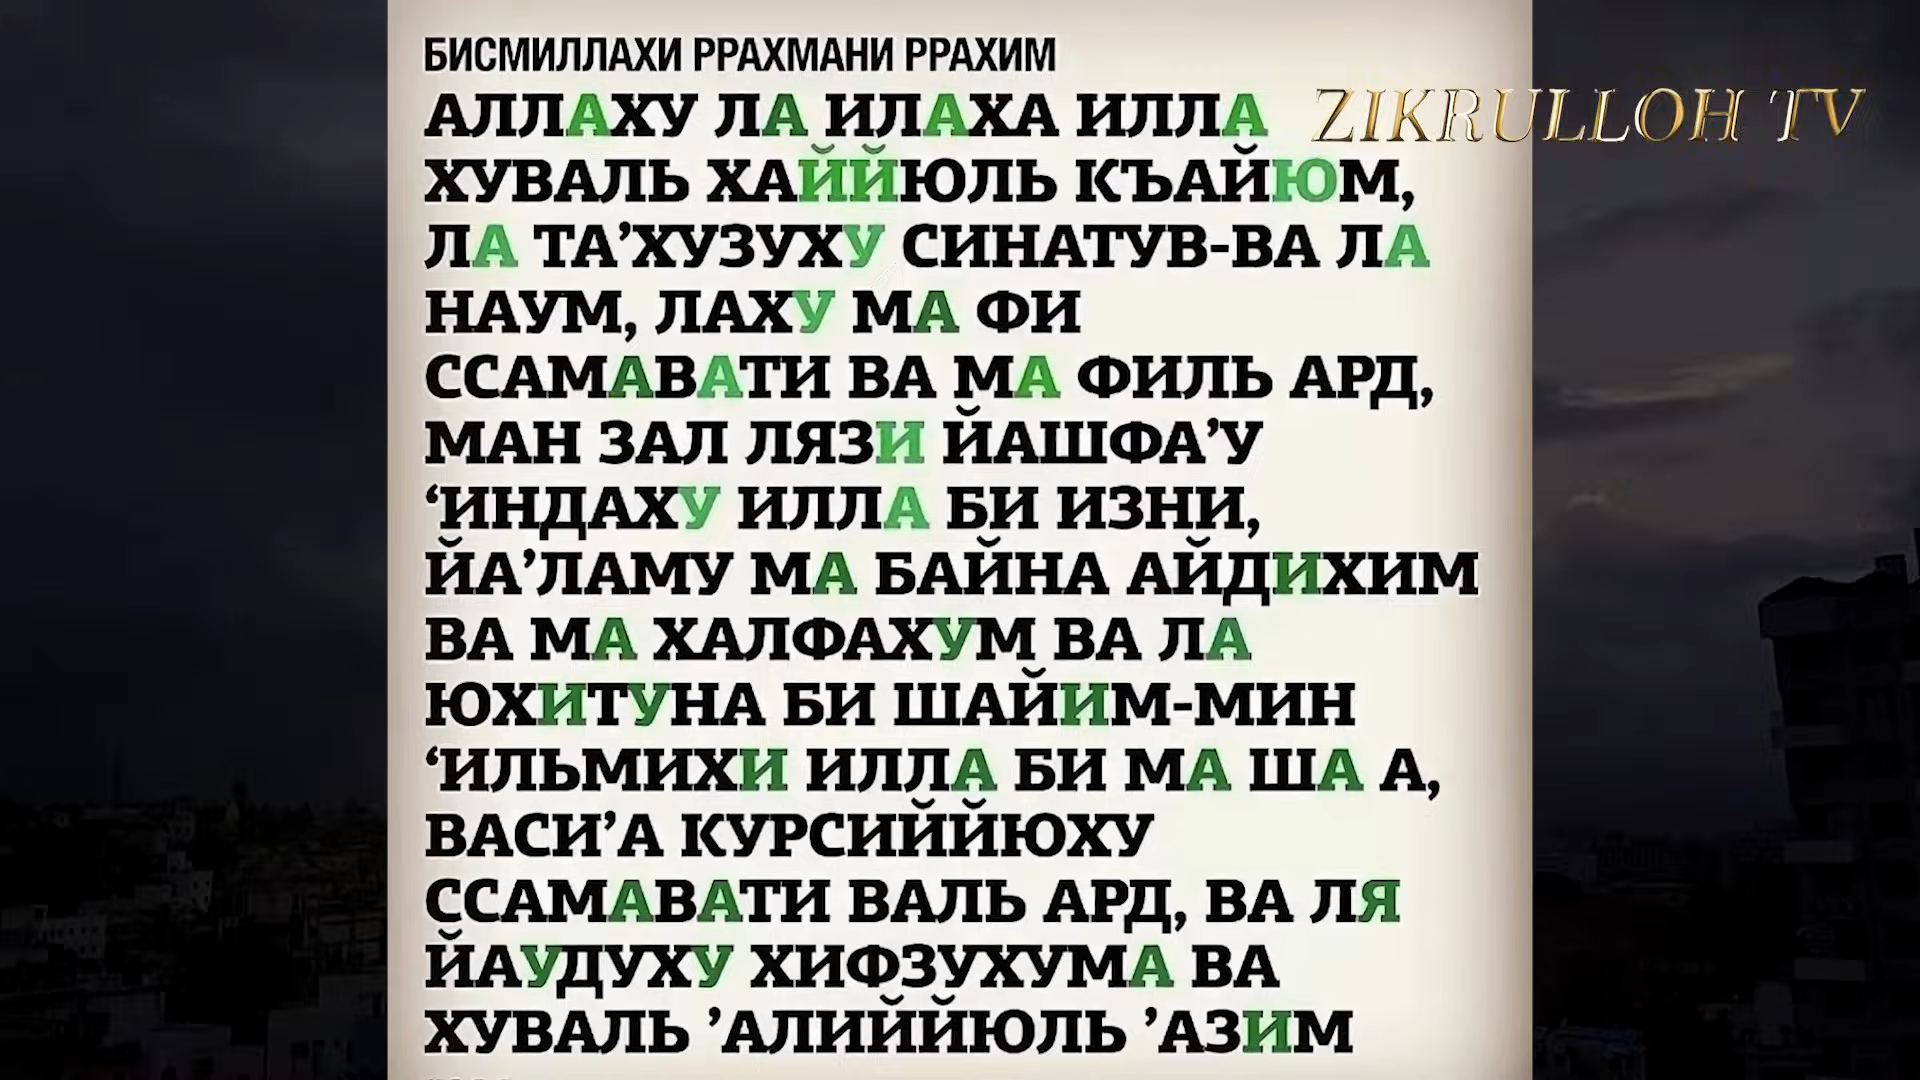 БИСМИЛЛАХИ РРАХМАНИ РРАХИМ
АЛЛАХУ ЛА ИЛАХА ИЛЛА
ZIKRULLOH TV
ХУВАЛЬ ХАЙЙЮЛЬ КЪАЙЮМ,
ЛА ТА’ХУЗУХУ СИНАТУВ-ВА ЛА
НАУМ, ЛАХУ МА ФИ
ССАМАВАТИ ВА МА ФИЛЬ АРД,
МАН ЗАЛ ЛЯЗИ ЙАШФА’У
‘ИНДАХУ ИЛЛА БИ ИЗНИ,
ЙА’ЛАМУ МА БАЙНА АЙДИХИМ
ВА МА ХАЛФАХУМ ВА ЛА
ЮХИТУНА БИ ШАЙИМ-МИН
‘ИЛЬМИХИ ИЛЛА БИ МА ША А,
ВАСИ’А КУРСИЙЙЮХУ
ССАМАВАТИ ВАЛЬ АРД, ВА ЛЯ
ЙАУДУХУ ХИФЗУХУМА ВА
ХУВАЛЬ ’АЛИЙЙЮЛЬ ’АЗИМ